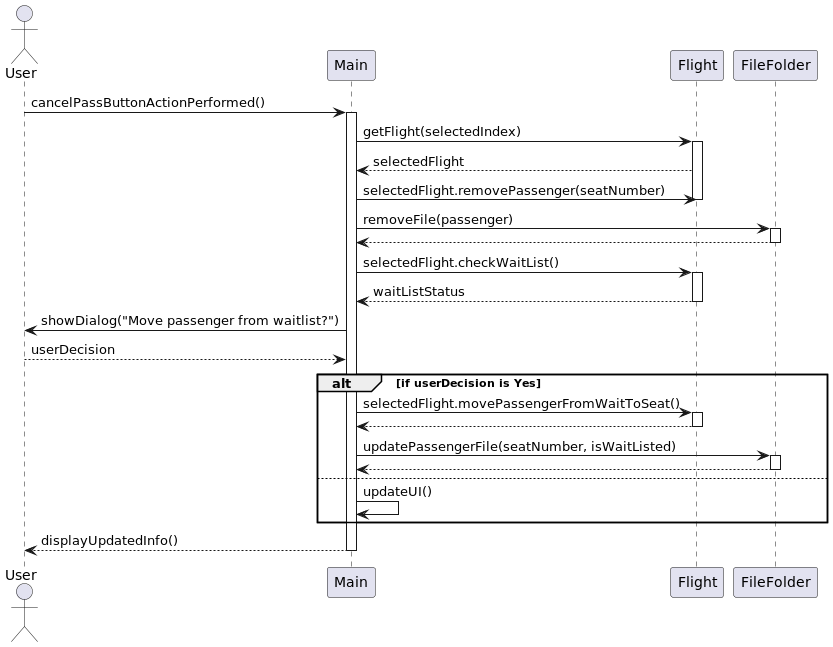 User
Main
Flight
FileFolder
cancelPassButtonActionPerformed()
getFlight(selectedIndex)
selectedFlight
selectedFlight.removePassenger(seatNumber)
removeFile(passenger)
selectedFlight.checkWaitList()
waitListStatus
showDialog("Move passenger from waitlist?")
userDecision
alt [if userDecision is Yes]
selectedFlight.movePassengerFromWaitToSeat()
updatePassengerFile(seatNumber, isWaitListed)
updateUI()
displayUpdatedInfo()
User
Main
Flight
FileFolder